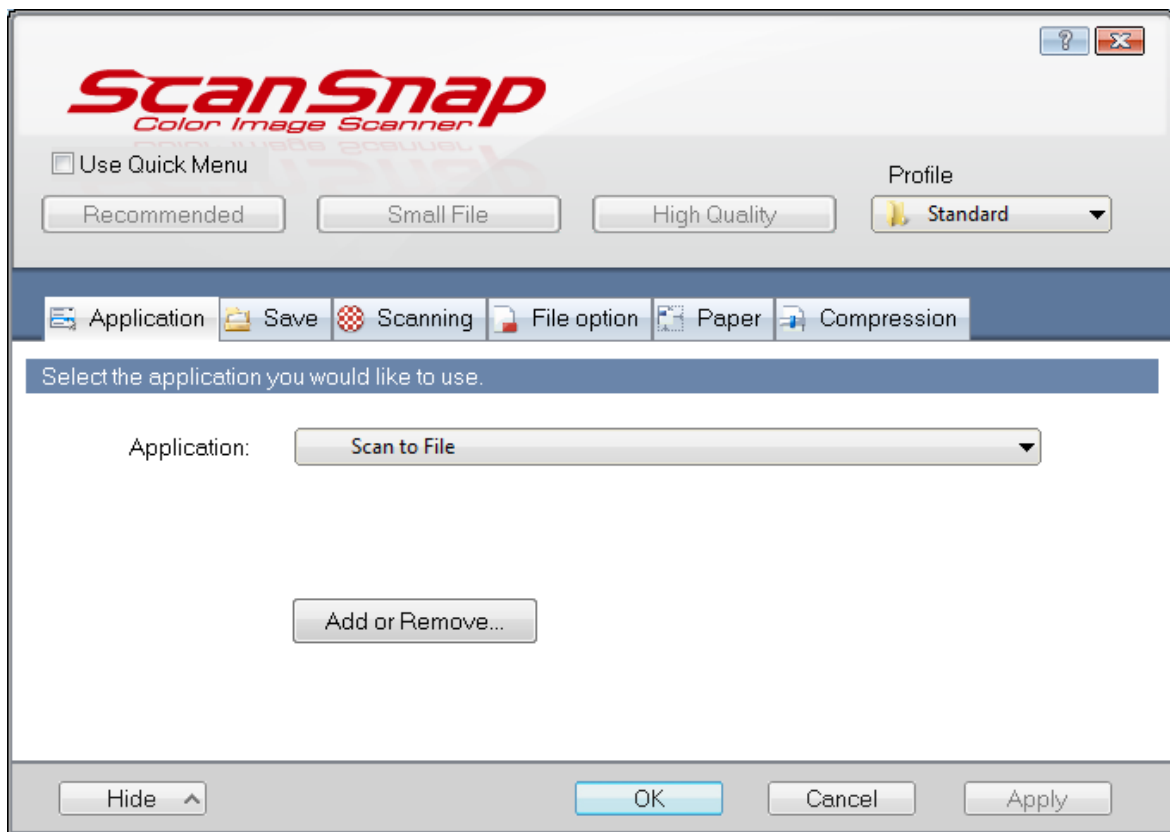 ?
ScanSnap
Color Image Scanner
Use Quick Menu
Profile
Recommended Small File High Quality Standard
Application Save Scanning File option Paper Compression
Select the application you would like to use.
Application: Scan to File
Add or Remove...
Hide OK Cancel Apply